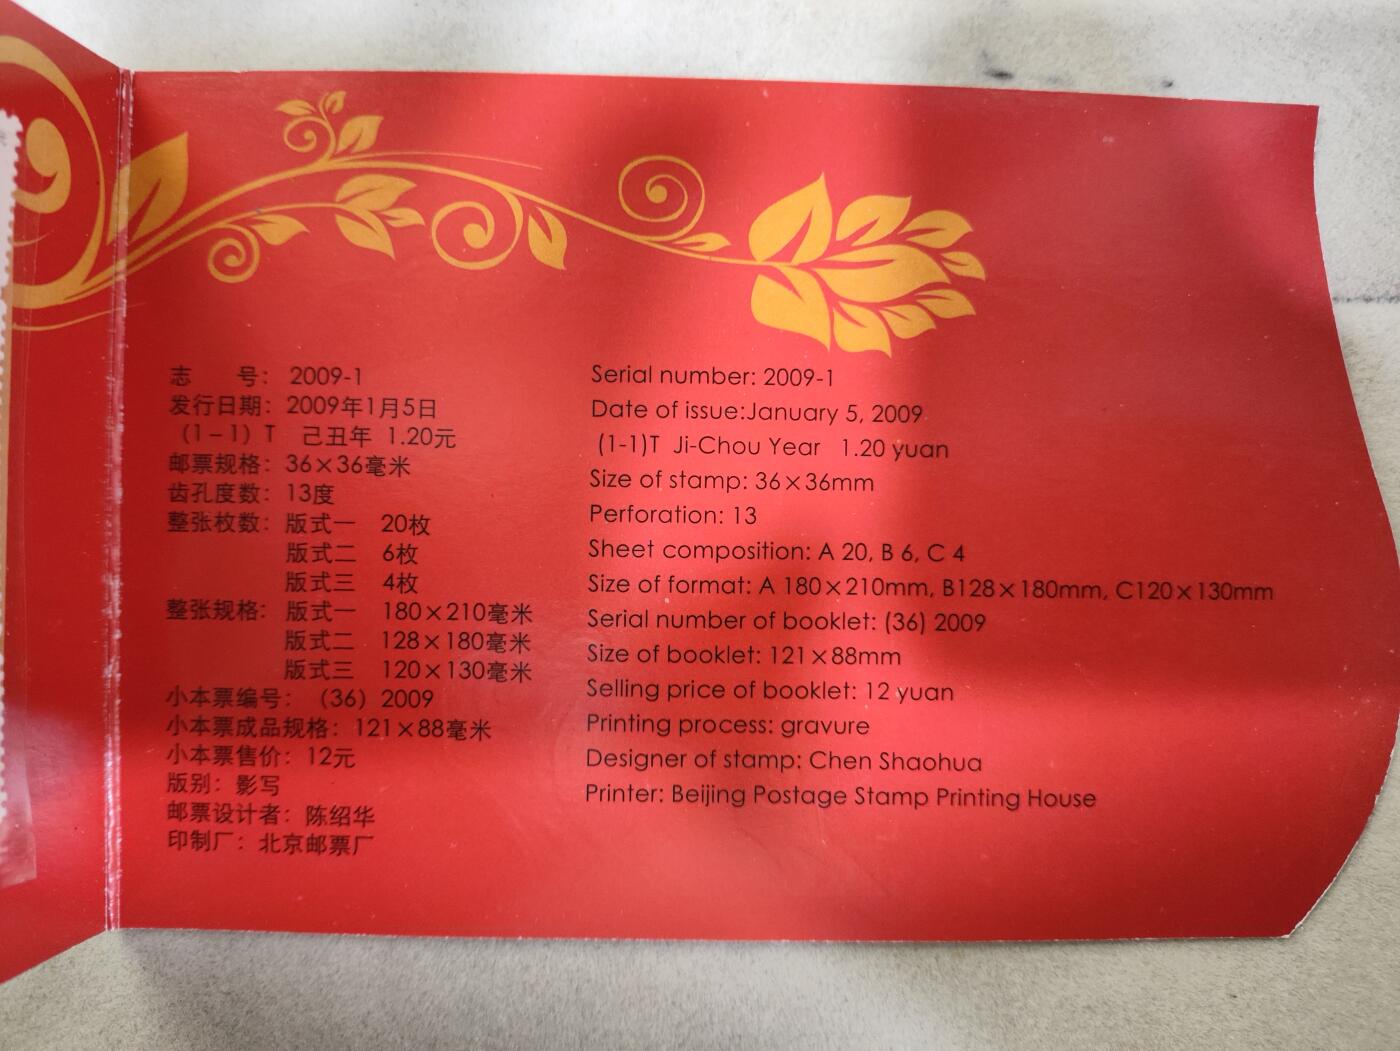 志　　号： 2009-1
发行日期： 2009年1月5日
（1－1）T　己丑年 1.20元
邮票规格： 36×36毫米
齿孔度数： 13度
整张枚数： 版式一　20枚
版式二　6枚
版式三　4枚
整张规格： 版式一　180×210毫米
版式二　128×180毫米
版式三　120×130毫米
小本票编号：（36）2009
小本票成品规格：121×88毫米
小本票售价：12元
版别：影写
邮票设计者：陈绍华
印制厂：北京邮票厂
Serial number: 2009-1
Date of issue:January 5, 2009
(1-1)T Ji-Chou Year 1.20 yuan
Size of stamp: 36×36mm
Perforation: 13
Sheet composition: A 20, B 6, C 4
Size of format: A 180×210mm, B128×180mm, C120×130mm
Serial number of booklet: (36) 2009
Size of booklet: 121×88mm
Selling price of booklet: 12 yuan
Printing process: gravure
Designer of stamp: Chen Shaohua
Printer: Beijing Postage Stamp Printing House